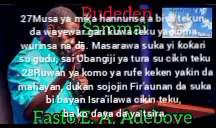 Rudeden
Sammai
27Musa ya mika hannunsa a bisa tekun,
da wayewar gari kuwa teku ya koma
wurinsa na da. Masarawa suka yi kokari
su gudu, sai Ubangiji ya tura su cikin teku
28Ruwan ya komo ya rufe keken yakin da
mahayan, dukan sojojin Fir'aunan da suka
bi bayan Isra'ilawa cikin teku,
ba ko daya da ya tsira.
Fasto E. A. Adeboye